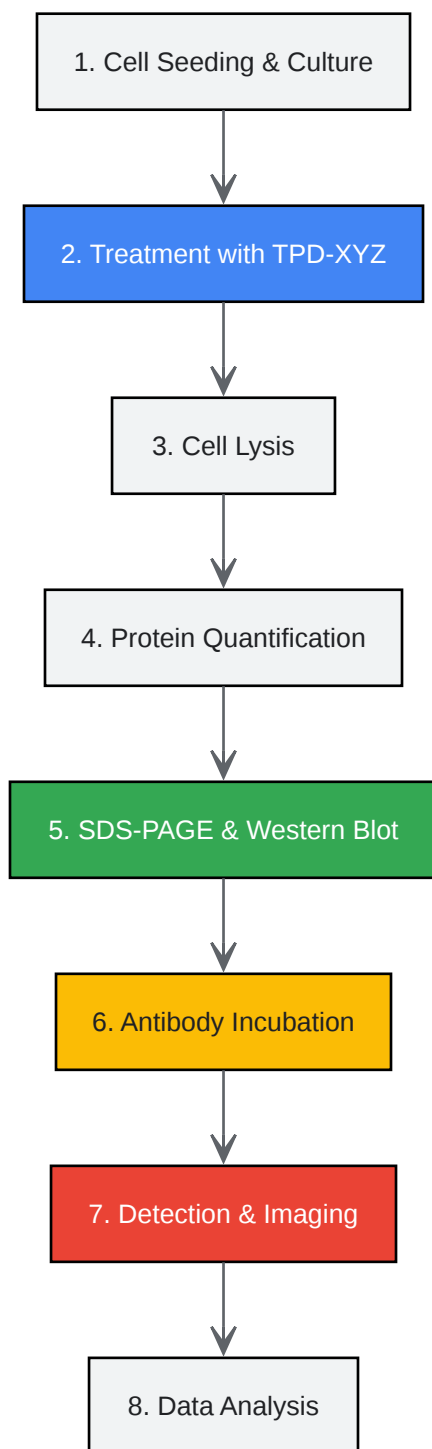 1. Cell Seeding & Culture
2. Treatment with TPD-XYZ
3. Cell Lysis
4. Protein Quantification
5. SDS-PAGE & Western Blot
6. Antibody Incubation
7. Detection & Imaging
8. Data Analysis